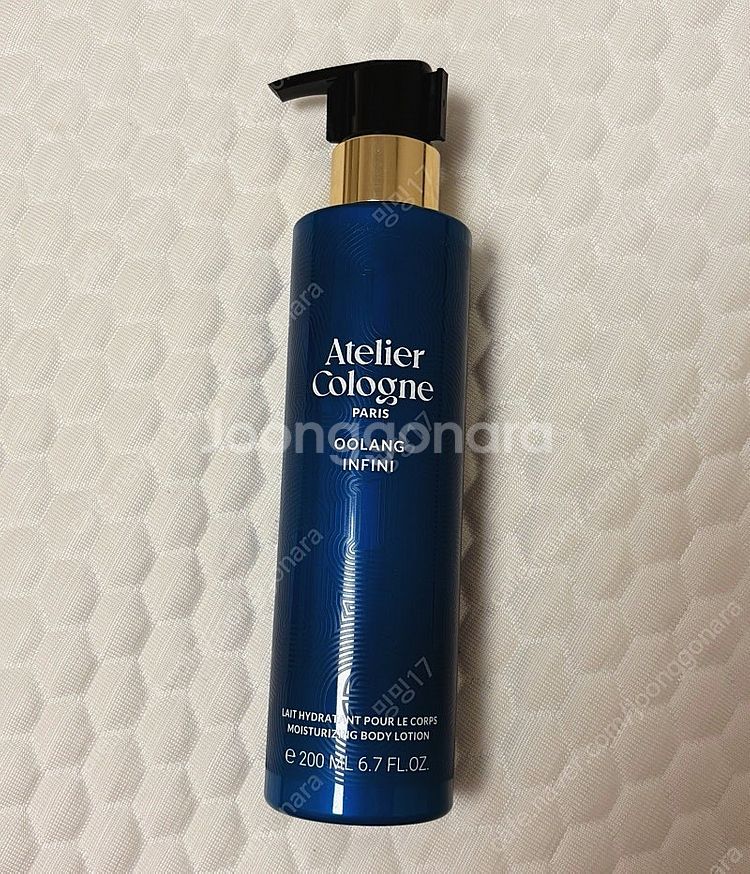 Atelier
Cologne
PARIS
OOLANG
INFINI
Joonggonara
LAIT HYDRATANT POUR LE CORPS
MOISTURIZING BODY LOTION
e 200 ML 6.7 FL.OZ.